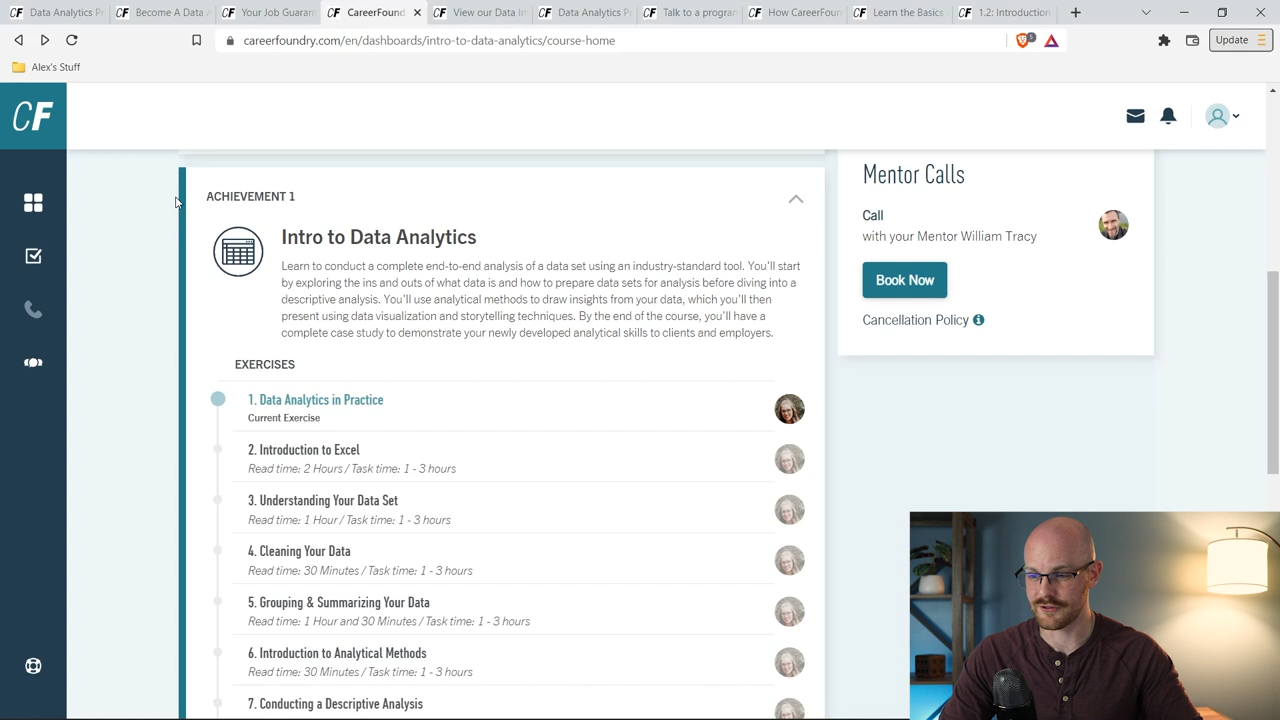 Data Analytics P
Become A Data A
Your Job Guaran
CareerFound
View our Data In
Data Analytics P
Talk to a progran
How CareerFoun
Learn the Basics
1.2: Introduction
careerfoundry.com/en/dashboards/intro-to-data-analytics/course-home
5
Update
Alex's Stuff
CF
ACHIEVEMENT 1
Intro to Data Analytics
Learn to conduct a complete end-to-end analysis of a data set using an industry-standard tool. You'll start
by exploring the ins and outs of what data is and how to prepare data sets for analysis before diving into a
descriptive analysis. You'll use analytical methods to draw insights from your data, which you'll then
present using data visualization and storytelling techniques. By the end of the course, you'll have a
complete case study to demonstrate your newly developed analytical skills to clients and employers.
EXERCISES
1. Data Analytics in Practice
Current Exercise
2. Introduction to Excel
Read time: 2 Hours / Task time: 1 - 3 hours
3. Understanding Your Data Set
Read time: 1 Hour / Task time: 1 - 3 hours
4. Cleaning Your Data
Read time: 30 Minutes / Task time: 1 - 3 hours
5. Grouping & Summarizing Your Data
Read time: 1 Hour and 30 Minutes / Task time: 1 - 3 hours
6. Introduction to Analytical Methods
Read time: 30 Minutes / Task time: 1 - 3 hours
7. Conducting a Descriptive Analysis
Mentor Calls
Call
with your Mentor William Tracy
Book Now
Cancellation Policy